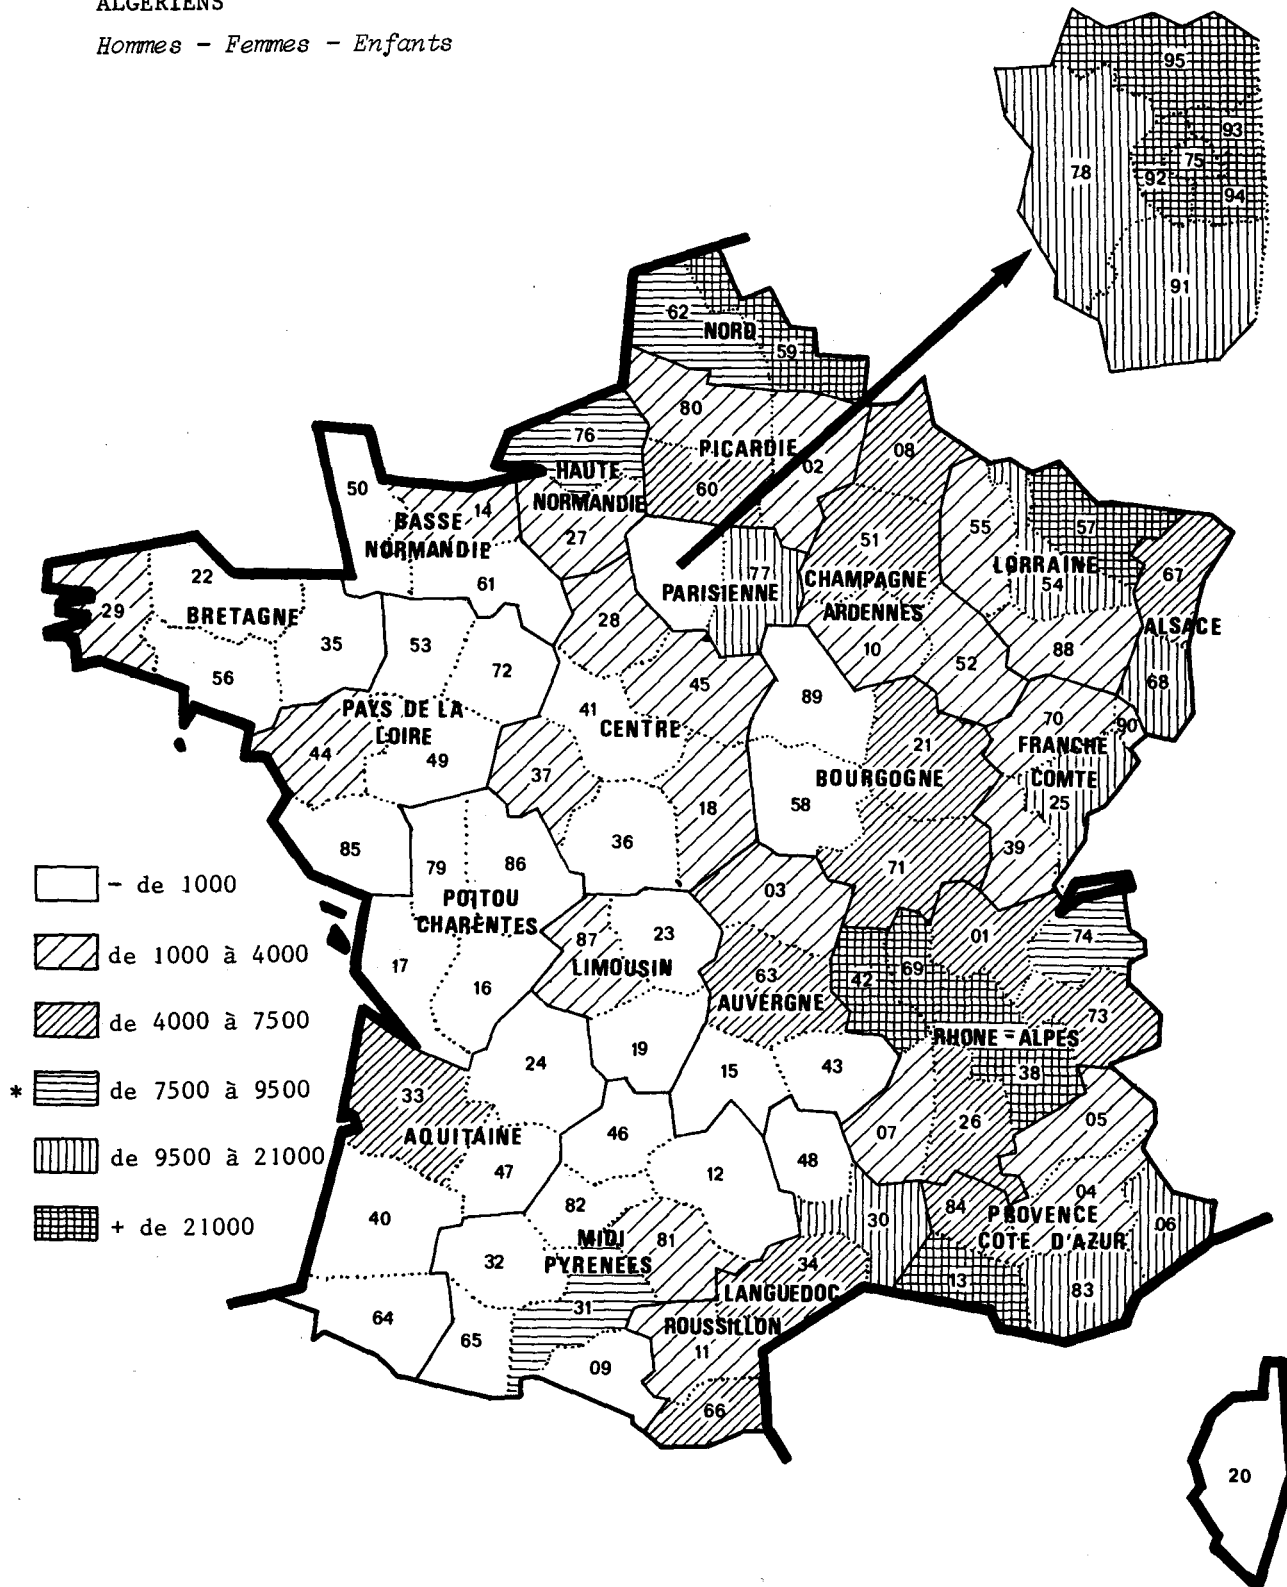 ALGERIENS
Hommes - Femmes - Enfants
95
93
75
78
92
94
91
62
NORD
59
80
76
PICARDIE
08
02
HAUTE
60
50
NORMANDIE
14
BASSE
57
55
27
51
NORMANDIE
LORRAINE
67
22
77
CHAMPAGNE
61
54
PARISIENNE
29
ARDENNES
BRETAGNE
28
ALSACE
35
53
10
88
52
72
56
45
68
89
PAYS DE LA
41
70
90
CENTRE
LOIRE
21
FRANCHE
44
49
37
BOURGOGNE
COMTE
58
25
18
36
85
39
79
86
71
- de 1000
03
POITOU
CHARENTES
23
87
01
74
de 1000 à 4000
17
LIMOUSIN
69
63
42
16
AUVERGNE
73
de 4000 à 7500
RHONE-ALPES
19
24
15
43
38
* de 7500 à 9500
33
05
26
AQUITAINE
46
07
de 9500 à 21000
47
12
48
04
82
84
40
PROVENCE
30
06
+ de 21000
MIDI
81
COTE D'AZUR
32
PYRENEES
34
13
LANGUEDOC
83
31
64
ROUSSILLON
65
11
09
66
20